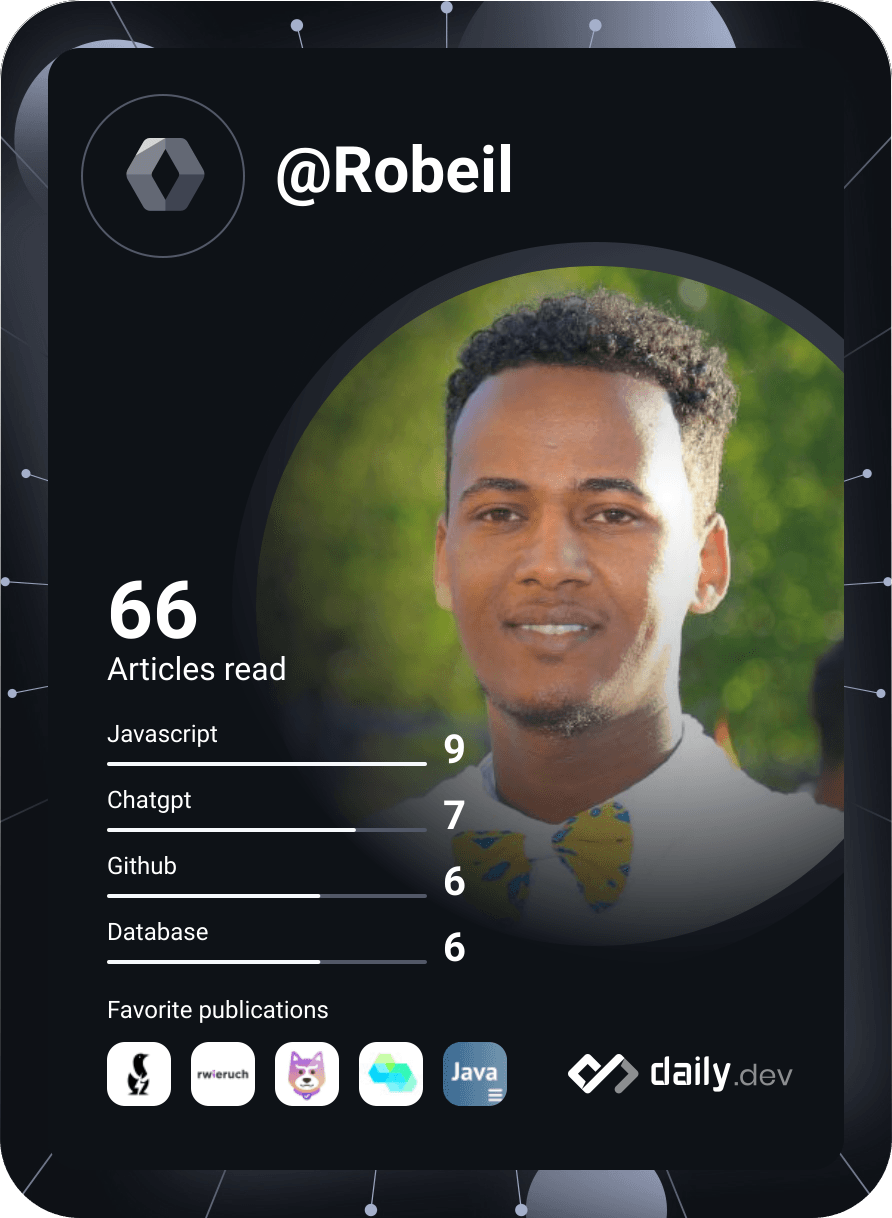 @Robeil
66
Articles read
Javascript
9
Chatgpt
7
Github
6
Database
6
Favorite publications
rwieruch
Java
daily.dev